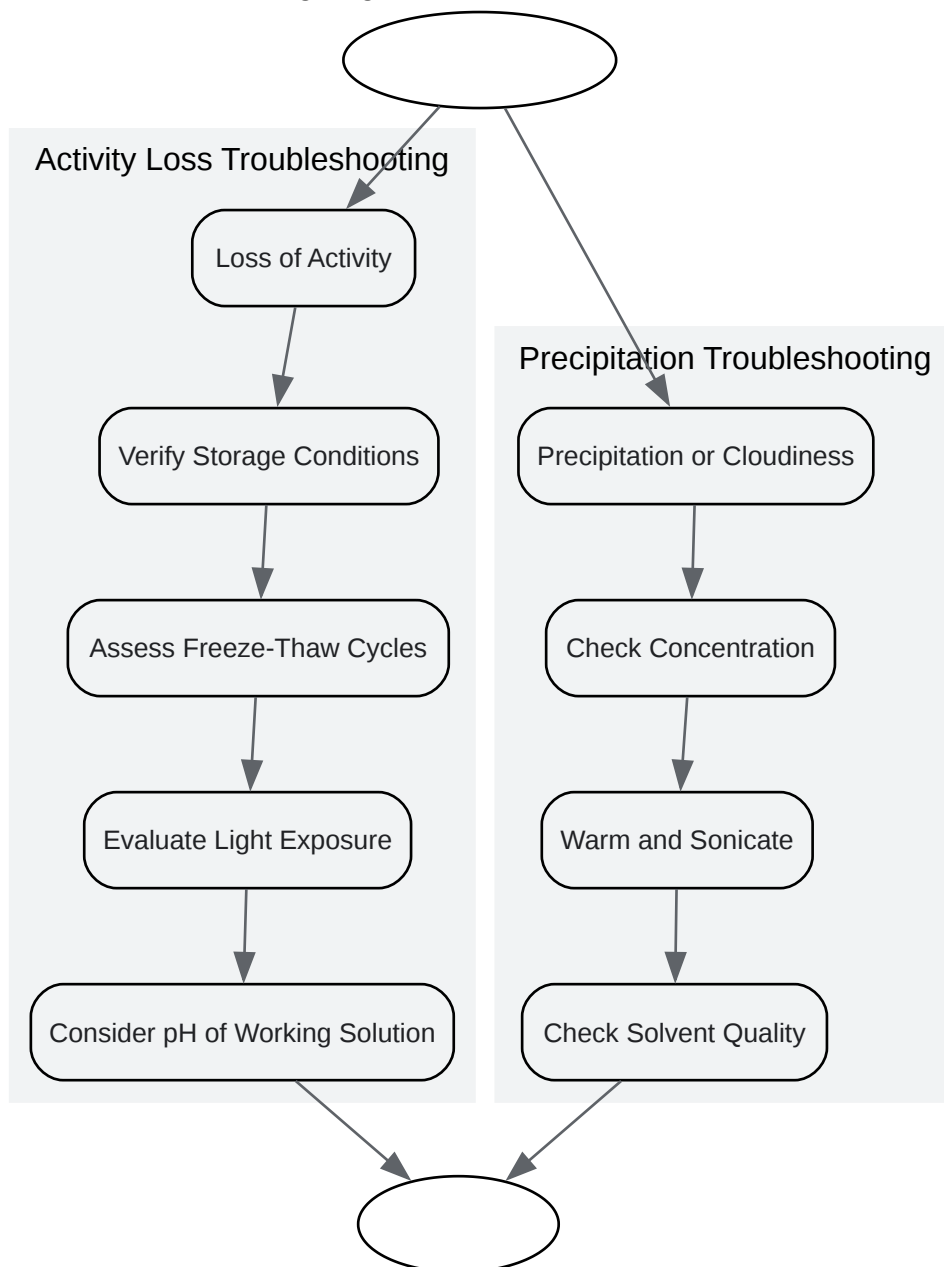 Activity Loss Troubleshooting
Loss of Activity
Verify Storage Conditions
Assess Freeze-Thaw Cycles
Evaluate Light Exposure
Consider pH of Working Solution
Precipitation Troubleshooting
Precipitation or Cloudiness
Check Concentration
Warm and Sonicate
Check Solvent Quality